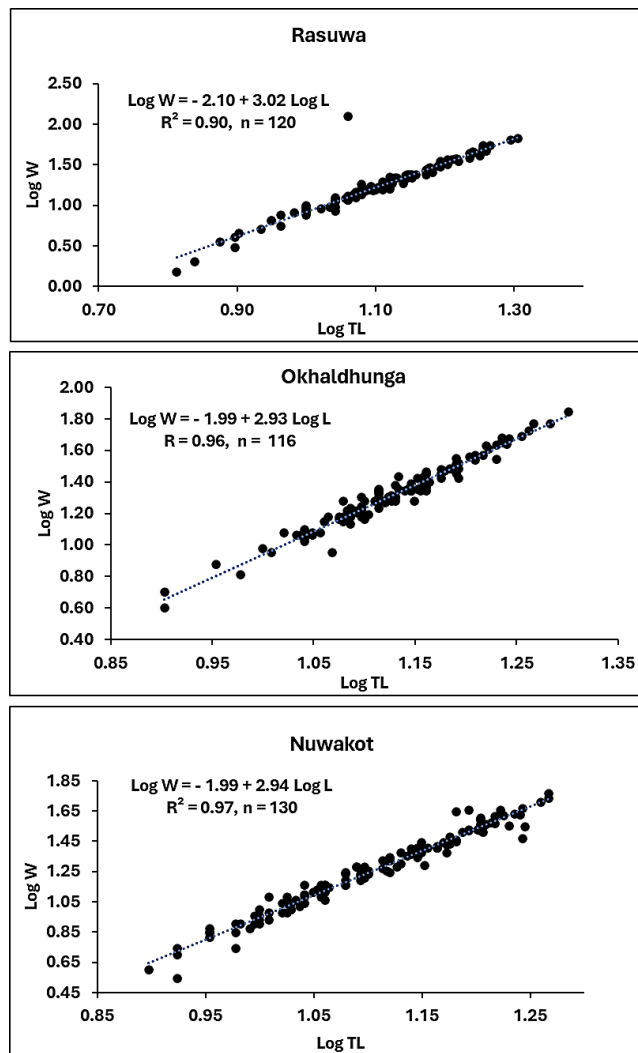 Rasuwa
Log W = - 2.10 + 3.02 Log L
R² = 0.90, n = 120
Log W
2.50
2.00
1.50
1.00
0.50
0.00
0.70 0.90 1.10 1.30
Log TL
Okhaldhunga
Log W = - 1.99 + 2.93 Log L
R = 0.96, n = 116
Log W
2.00
1.80
1.60
1.40
1.20
1.00
0.80
0.60
0.40
0.85 0.95 1.05 1.15 1.25 1.35
Log TL
Nuwakot
Log W = - 1.99 + 2.94 Log L
R² = 0.97, n = 130
Log W
1.85
1.65
1.45
1.25
1.05
0.85
0.65
0.45
0.85 0.95 1.05 1.15 1.25
Log TL